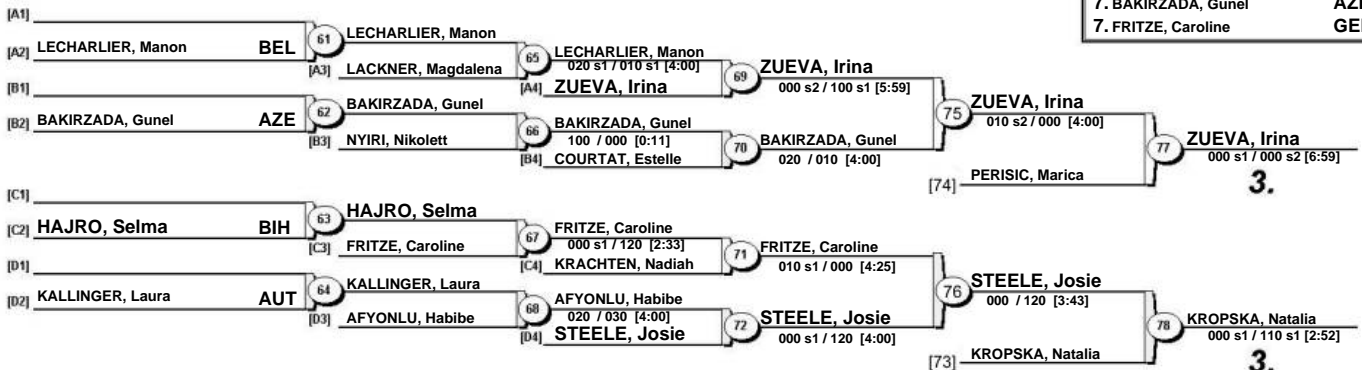 7. BAKIRZADA, Gunel
7. FRITZE, Caroline
[A1]
[A2] LECHARLIER, Manon BEL
61 LECHARLIER, Manon
[A3] LACKNER, Magdalena
65 LECHARLIER, Manon
020 s1 / 010 s1 [4:00]
[A4] ZUEVA, Irina
69 ZUEVA, Irina
000 s2 / 100 s1 [5:59]
[B1]
[B2] BAKIRZADA, Gunel AZE
62 BAKIRZADA, Gunel
[B3] NYIRI, Nikolett
66 BAKIRZADA, Gunel
100 / 000 [0:11]
[B4] COURTAT, Estelle
70 BAKIRZADA, Gunel
020 / 010 [4:00]
75 ZUEVA, Irina
010 s2 / 000 [4:00]
[74] PERISIC, Marica
77 ZUEVA, Irina
000 s1 / 000 s2 [6:59]
3.
[C1]
[C2] HAJRO, Selma BIH
63 HAJRO, Selma
[C3] FRITZE, Caroline
67 FRITZE, Caroline
000 s1 / 120 [2:33]
[C4] KRACHTEN, Nadiah
71 FRITZE, Caroline
010 s1 / 000 [4:25]
[D1]
[D2] KALLINGER, Laura AUT
64 KALLINGER, Laura
[D3] AFYONLU, Habibe
68 AFYONLU, Habibe
020 / 030 [4:00]
[D4] STEELE, Josie
72 STEELE, Josie
000 s1 / 120 [4:00]
76 STEELE, Josie
000 / 120 [3:43]
[73] KROPSKA, Natalia
78 KROPSKA, Natalia
000 s1 / 110 s1 [2:52]
3.